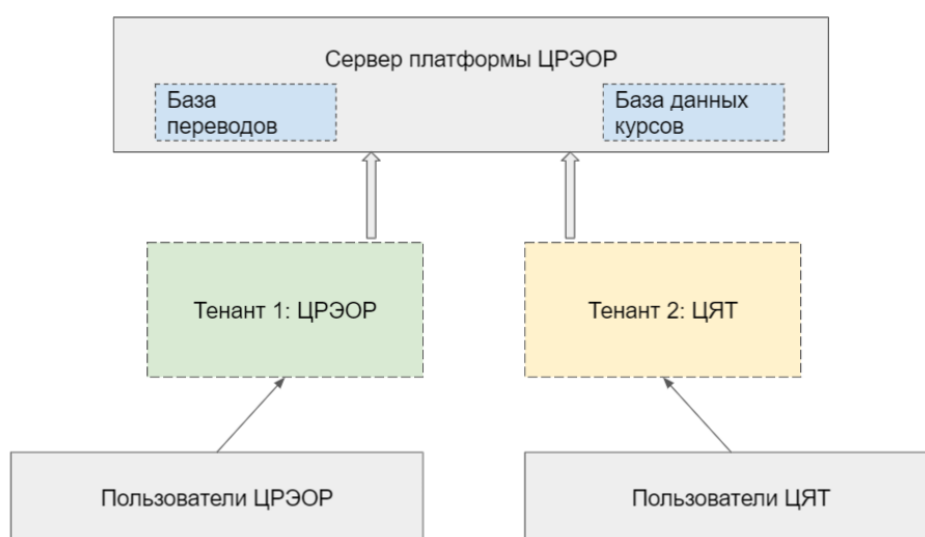 Сервер платформы ЦРЭОР
База
переводов
База данных
курсов
Тенант 1: ЦРЭОР
Тенант 2: ЦЯТ
Пользователи ЦРЭОР
Пользователи ЦЯТ